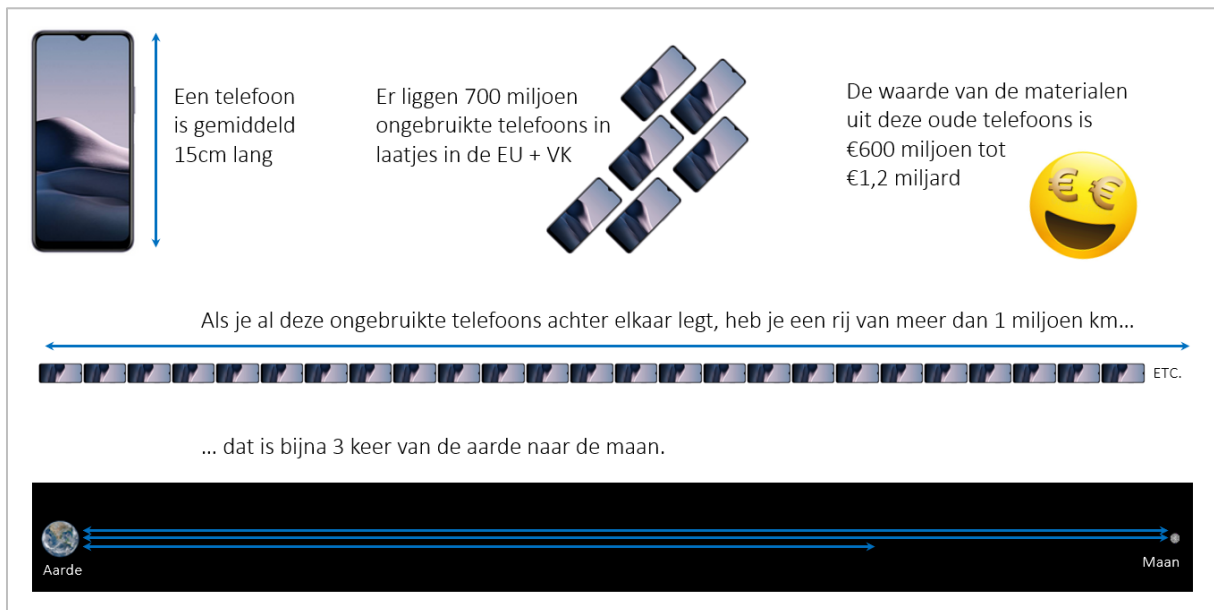 Een telefoon
is gemiddeld
15cm lang
Er liggen 700 miljoen
ongebruikte telefoons in
laatjes in de EU + VK
De waarde van de materialen
uit deze oude telefoons is
€600 miljoen tot
€1,2 miljard
€ €
Als je al deze ongebruikte telefoons achter elkaar legt, heb je een rij van meer dan 1 miljoen km...
ETC.
... dat is bijna 3 keer van de aarde naar de maan.
Aarde
Maan